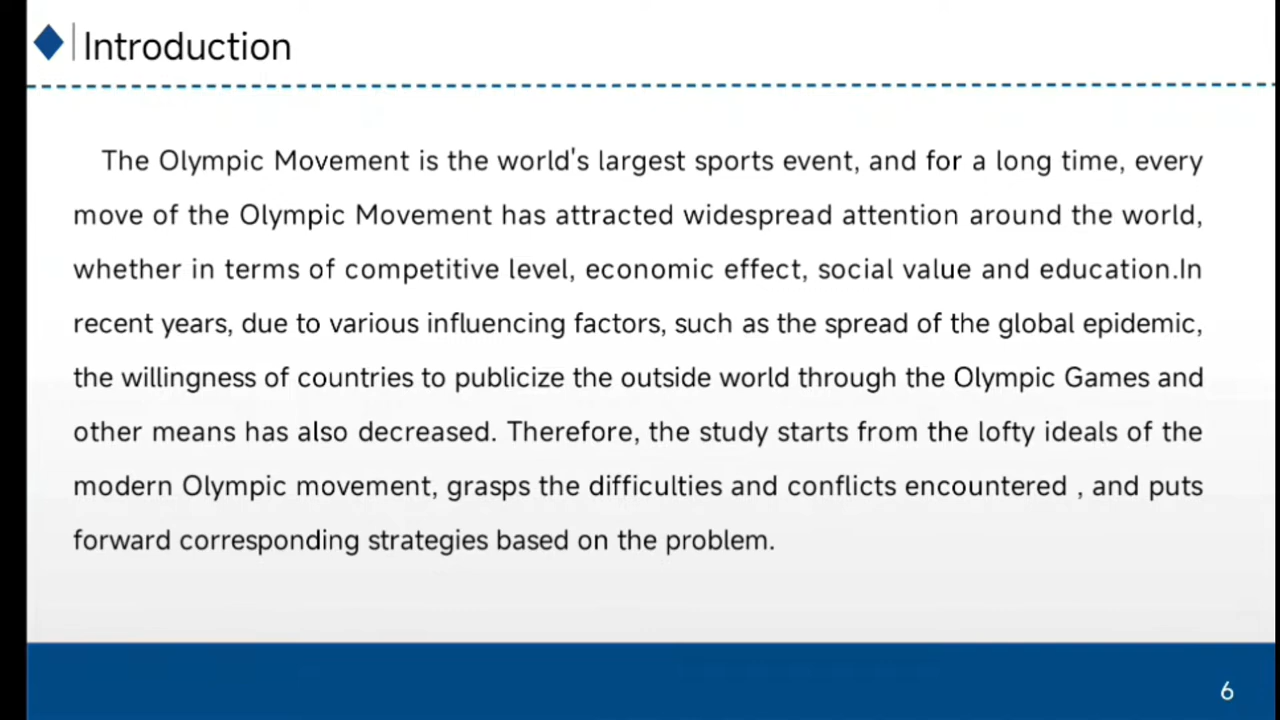 Introduction
The Olympic Movement is the world's largest sports event, and for a long time, every
move of the Olympic Movement has attracted widespread attention around the world,
whether in terms of competitive level, economic effect, social value and education.In
recent years, due to various influencing factors, such as the spread of the global epidemic,
the willingness of countries to publicize the outside world through the Olympic Games and
other means has also decreased. Therefore, the study starts from the lofty ideals of the
modern Olympic movement, grasps the difficulties and conflicts encountered , and puts
forward corresponding strategies based on the problem.
6